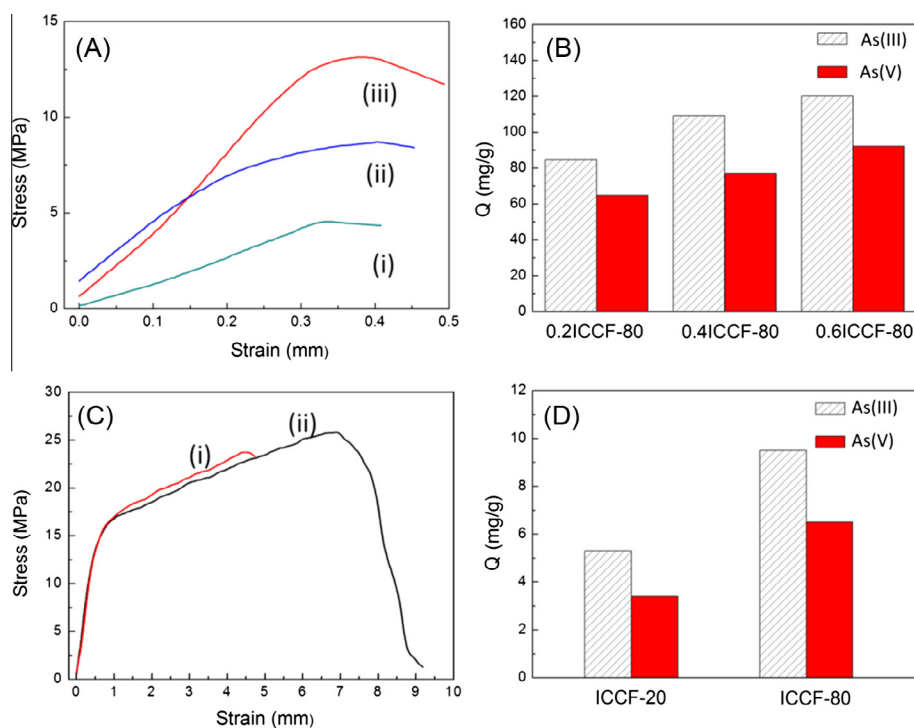 (A)
15
10
5
0
Stress (MPa)
(iii)
(ii)
(i)
0.0 0.1 0.2 0.3 0.4 0.5
Strain (mm)
(B)
As(III)
As(V)
160
140
120
100
80
60
40
20
0
Q (mg/g)
0.2ICCF-80 0.4ICCF-80 0.6ICCF-80
(C)
30
25
20
15
10
5
0
Stress (MPa)
(i)
(ii)
0 1 2 3 4 5 6 7 8 9 10
Strain (mm)
(D)
As(III)
As(V)
12
10
8
6
4
2
0
Q (mg/g)
ICCF-20 ICCF-80